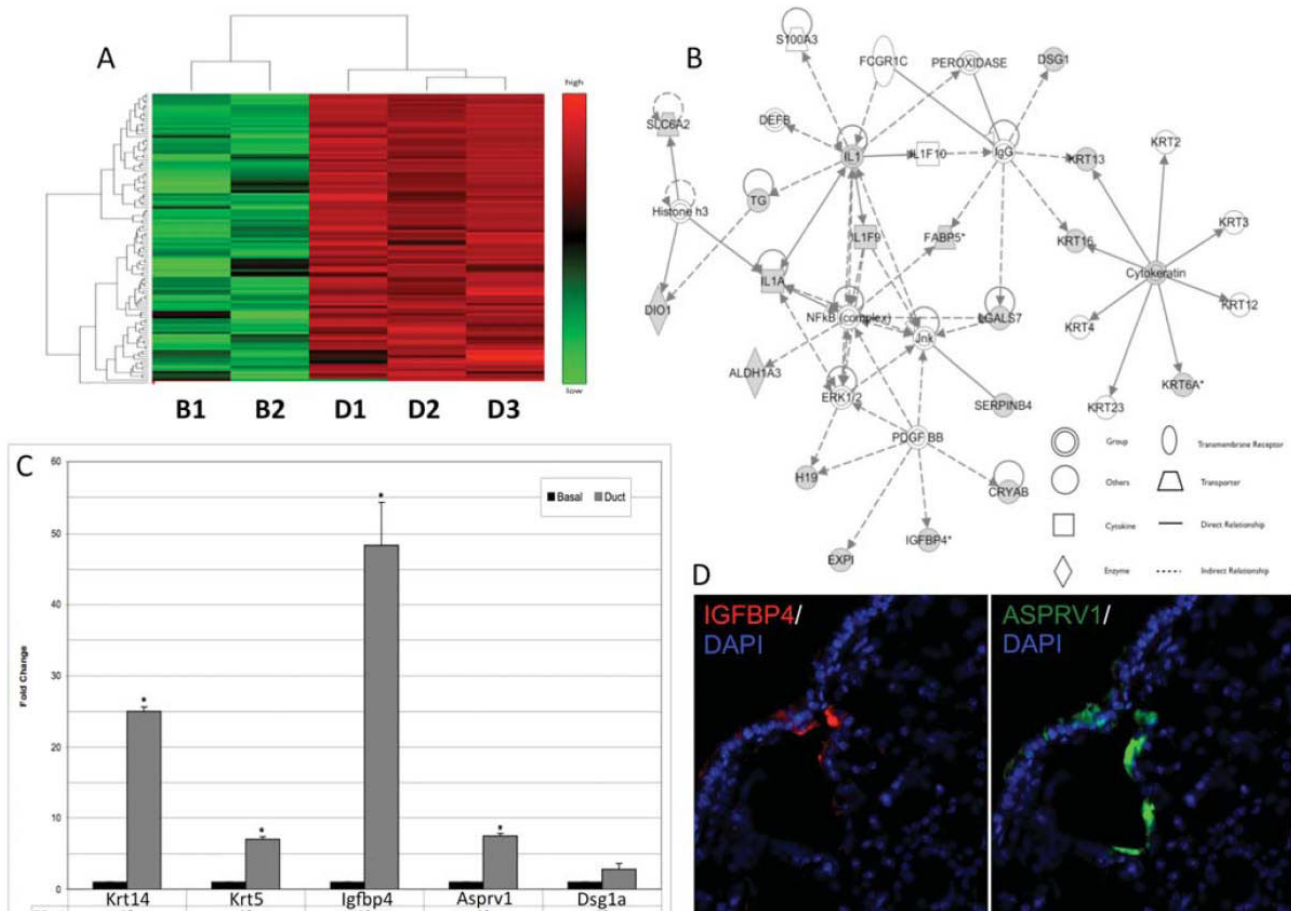 A
high
low
B1 B2 D1 D2 D3
B
S100A3
FCGR1C
PEROXIDASE
DSG1
SLC6A2
DEFB
IL1
IL1F10
IgG
KRT13
KRT2
TG
Histone h3
IL1F9
FABP5*
KRT16
KRT3
IL1A
Cytokeratin
DIO1
NFkB (complex)
LGALS7
KRT12
Jnk
KRT4
ALDH1A3
ERK1/2
SERPINB4
KRT6A*
KRT23
PDGF BB
H19
CRYAB
IGFBP4*
EXPI
Group
Transmembrane Receptor
Others
Transporter
Cytokine
Direct Relationship
Enzyme
Indirect Relationship
C
60
50
40
30
20
10
0
Fold Change
Basal Duct
*
*
*
*
Krt14 Krt5 Igfbp4 Asprv1 Dsg1a
D
IGFBP4/
DAPI
ASPRV1/
DAPI